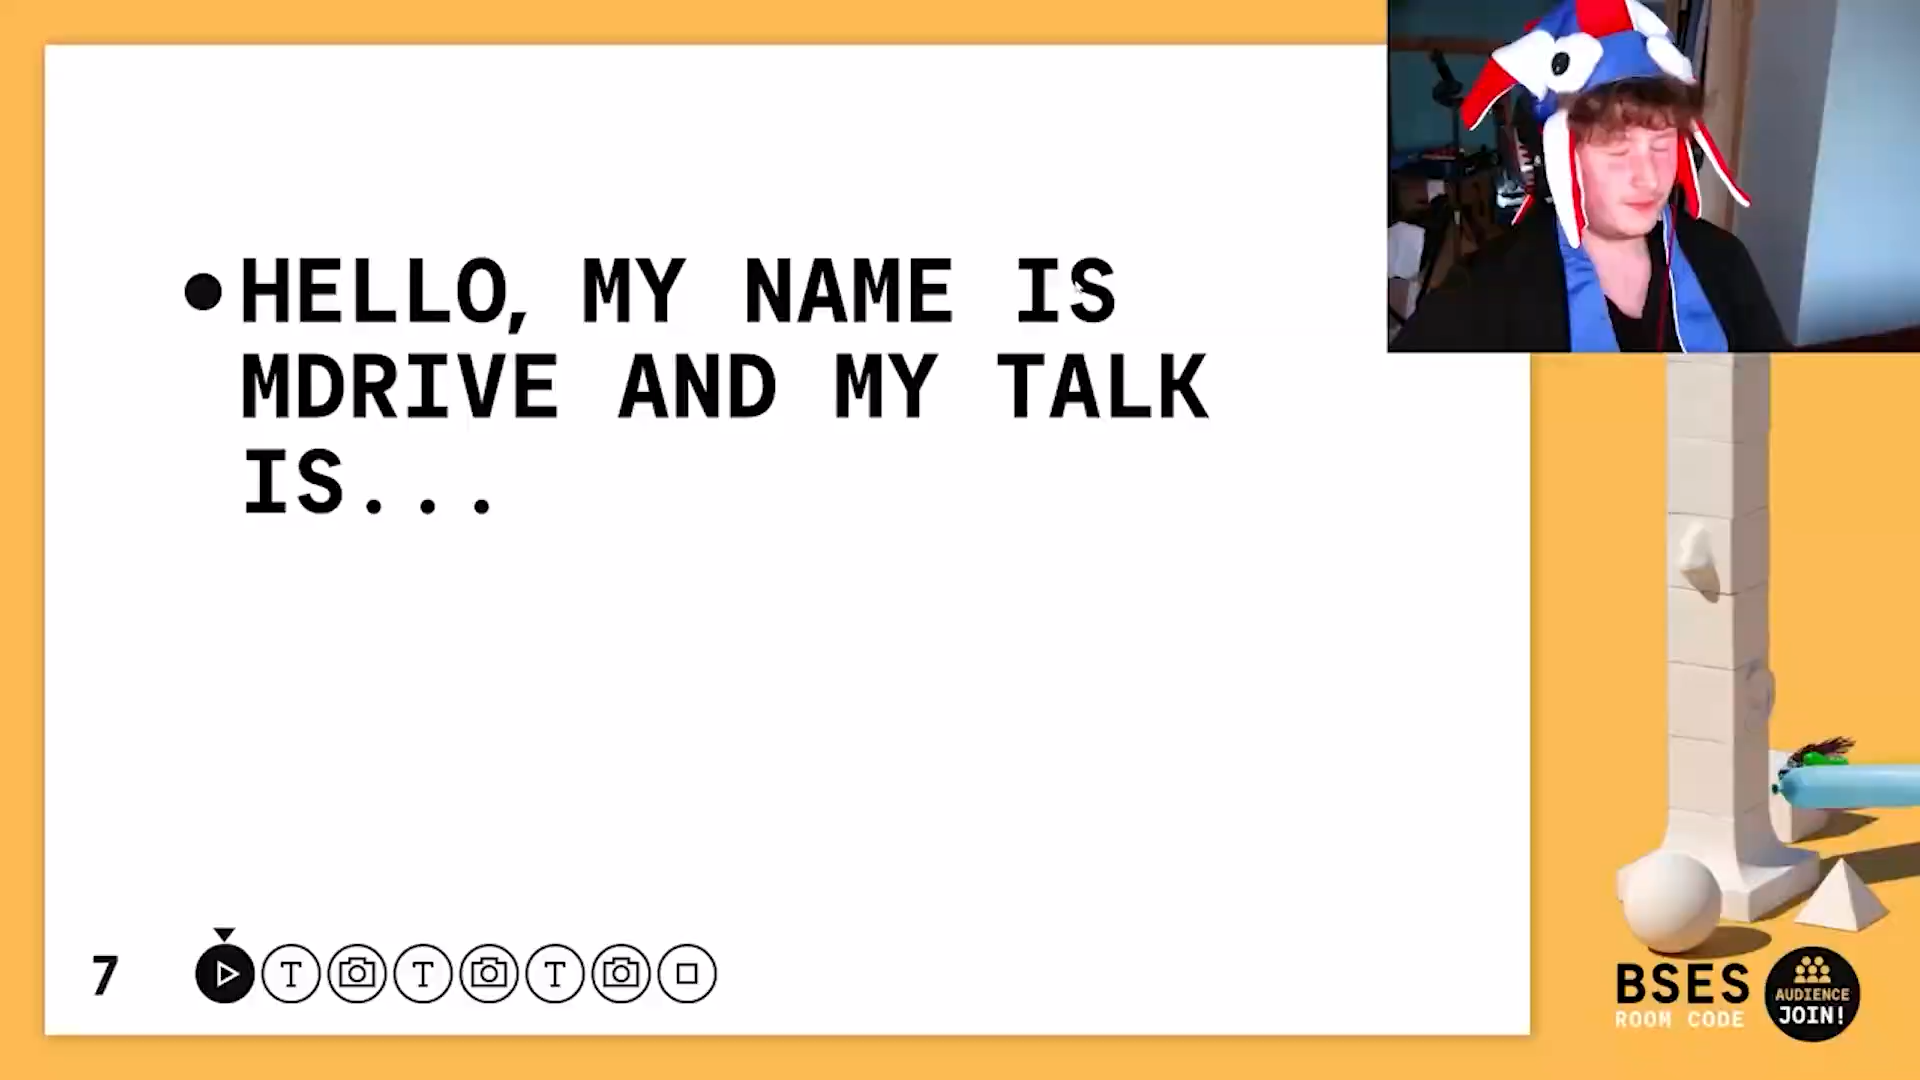 HELLO, MY NAME IS
MDRIVE AND MY TALK
IS...
7
T
T
T
BSES
ROOM CODE
AUDIENCE
JOIN!